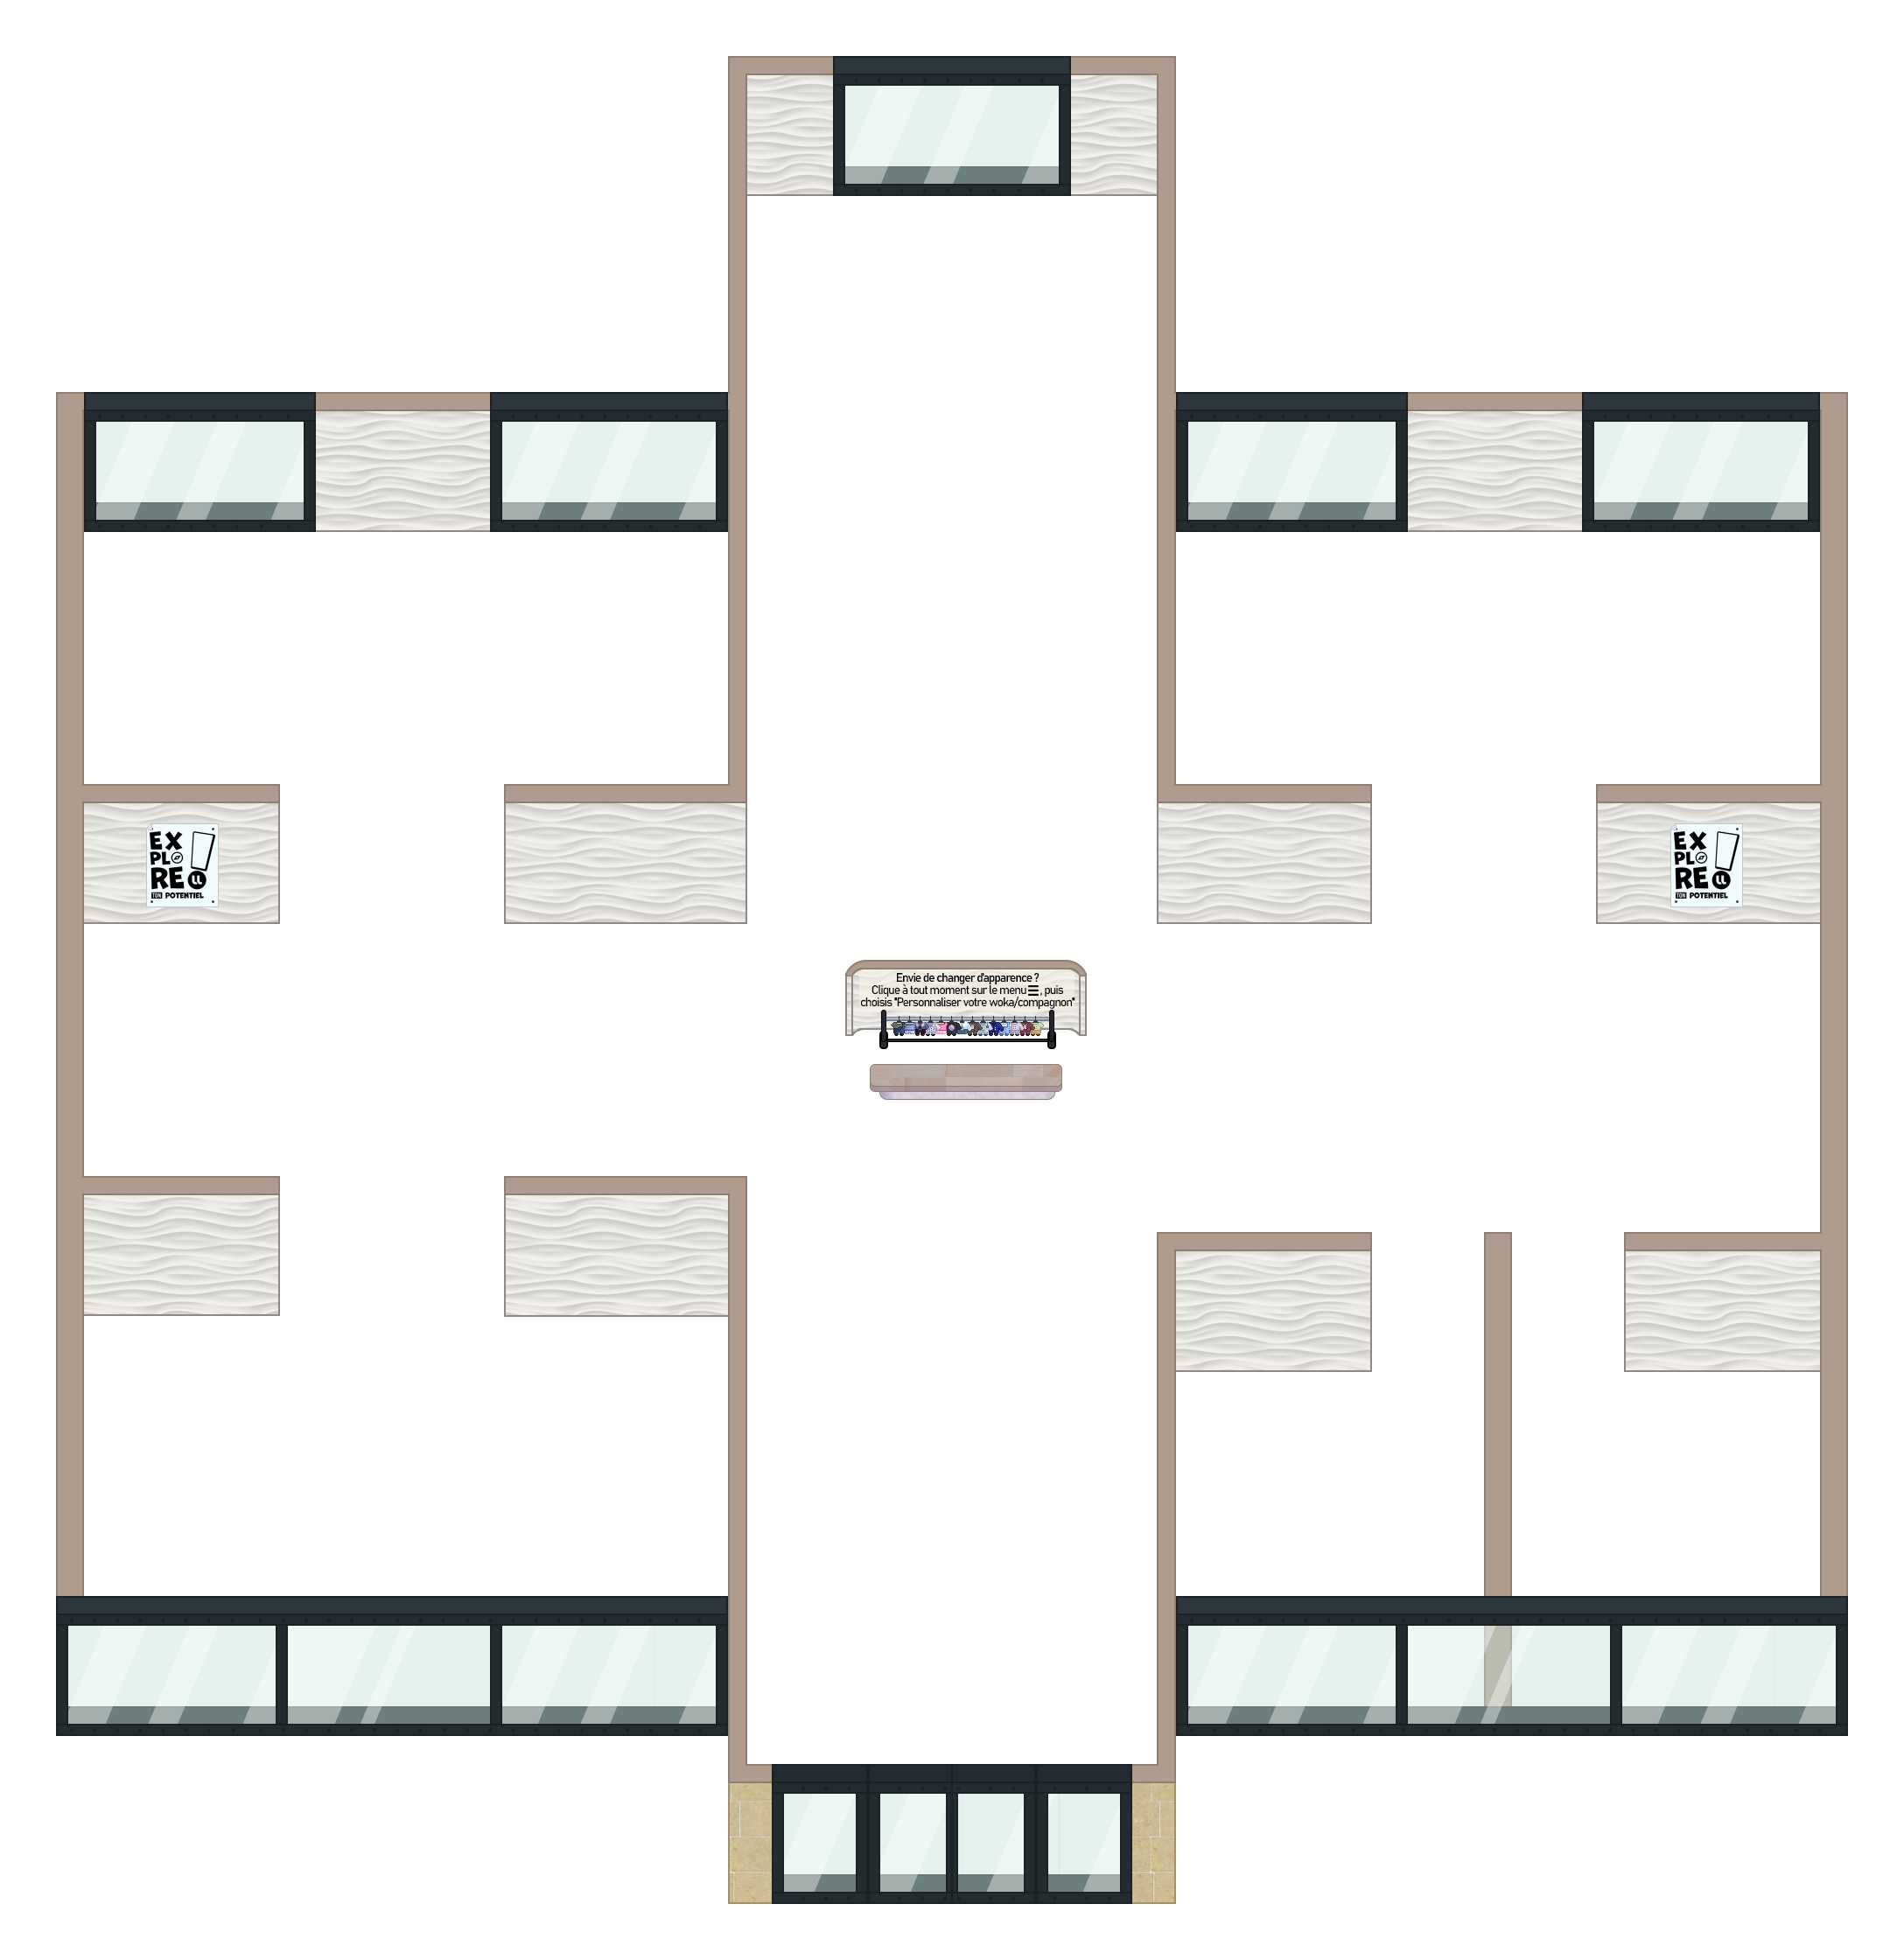 EX
PL RE
TON POTENTIEL
EX
PL RE
TON POTENTIEL
Envie de changer d'apparence ?
Clique à tout moment sur le menu ☰, puis
choisis "Personnaliser votre woka/compagnon"